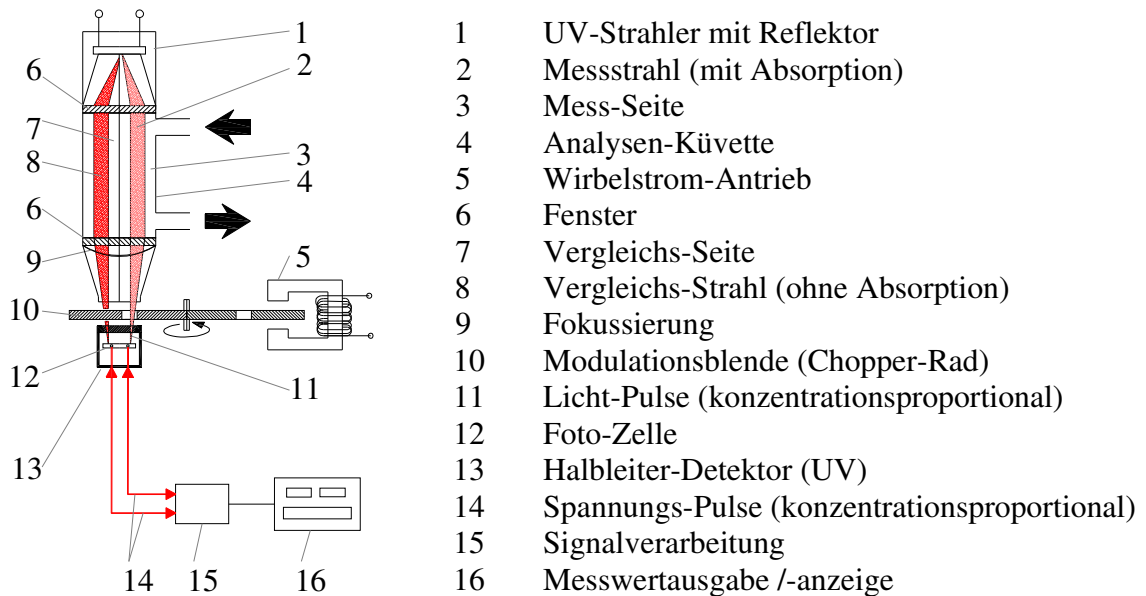 1
2
6
7
3
8
4
6
9
5
10
12
11
13
14
15
16
1 UV-Strahler mit Reflektor
2 Messstrahl (mit Absorption)
3 Mess-Seite
4 Analysen-Küvette
5 Wirbelstrom-Antrieb
6 Fenster
7 Vergleichs-Seite
8 Vergleichs-Strahl (ohne Absorption)
9 Fokussierung
10 Modulationsblende (Chopper-Rad)
11 Licht-Pulse (konzentrationsproportional)
12 Foto-Zelle
13 Halbleiter-Detektor (UV)
14 Spannungs-Pulse (konzentrationsproportional)
15 Signalverarbeitung
16 Messwertausgabe /-anzeige